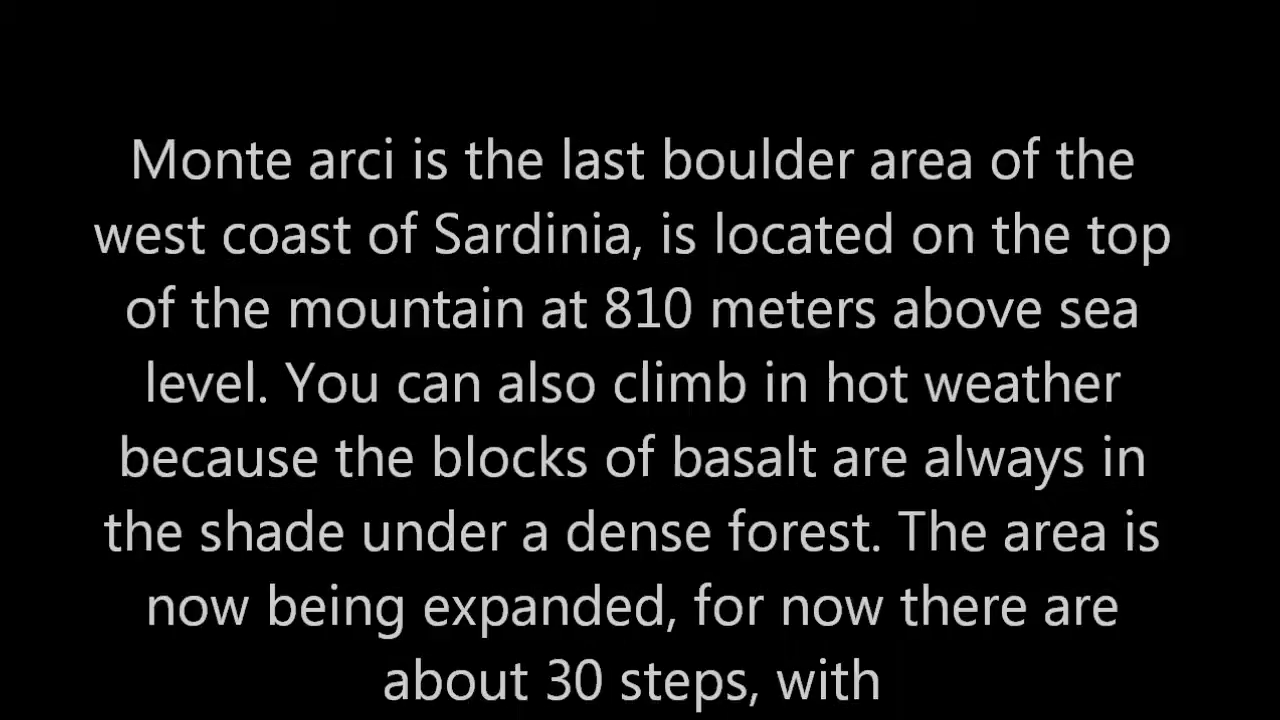 Monte arci is the last boulder area of the
west coast of Sardinia, is located on the top
of the mountain at 810 meters above sea
level. You can also climb in hot weather
because the blocks of basalt are always in
the shade under a dense forest. The area is
now being expanded, for now there are
about 30 steps, with